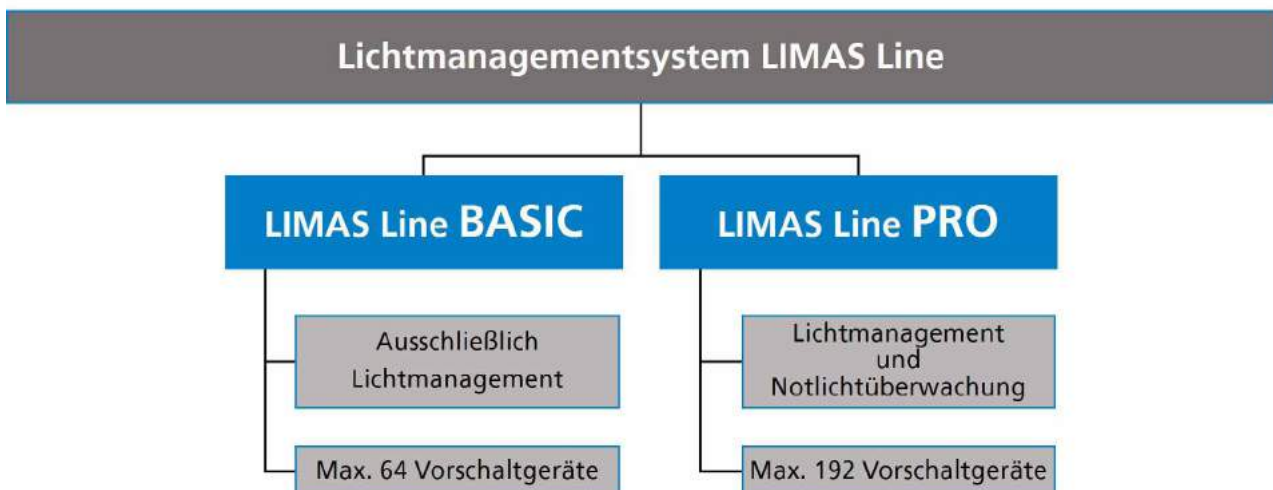 Lichtmanagementsystem LIMAS Line
LIMAS Line BASIC
LIMAS Line PRO
Ausschließlich
Lichtmanagement
Lichtmanagement
und
Notlichtüberwachung
Max. 64 Vorschaltgeräte
Max. 192 Vorschaltgeräte